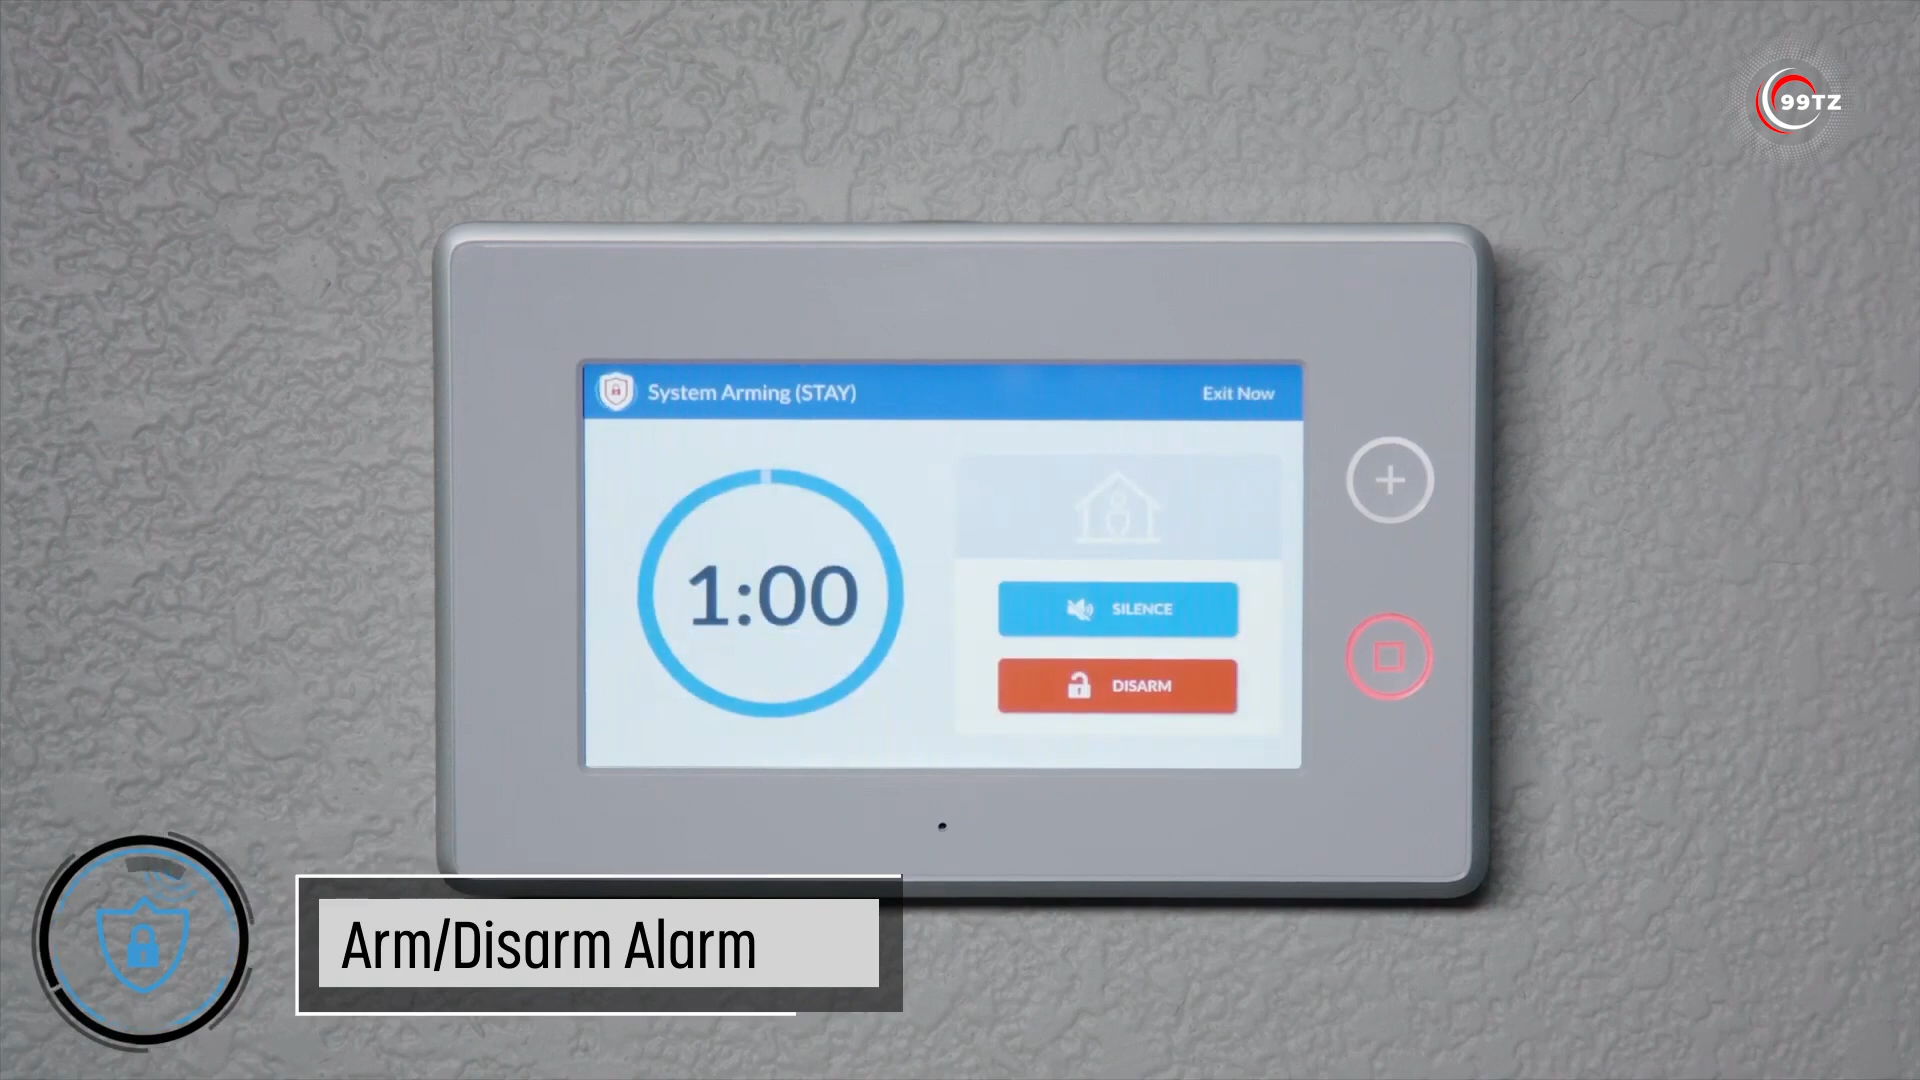 99TZ
System Arming (STAY)
Exit Now
1:00
SILENCE
DISARM
Arm/Disarm Alarm